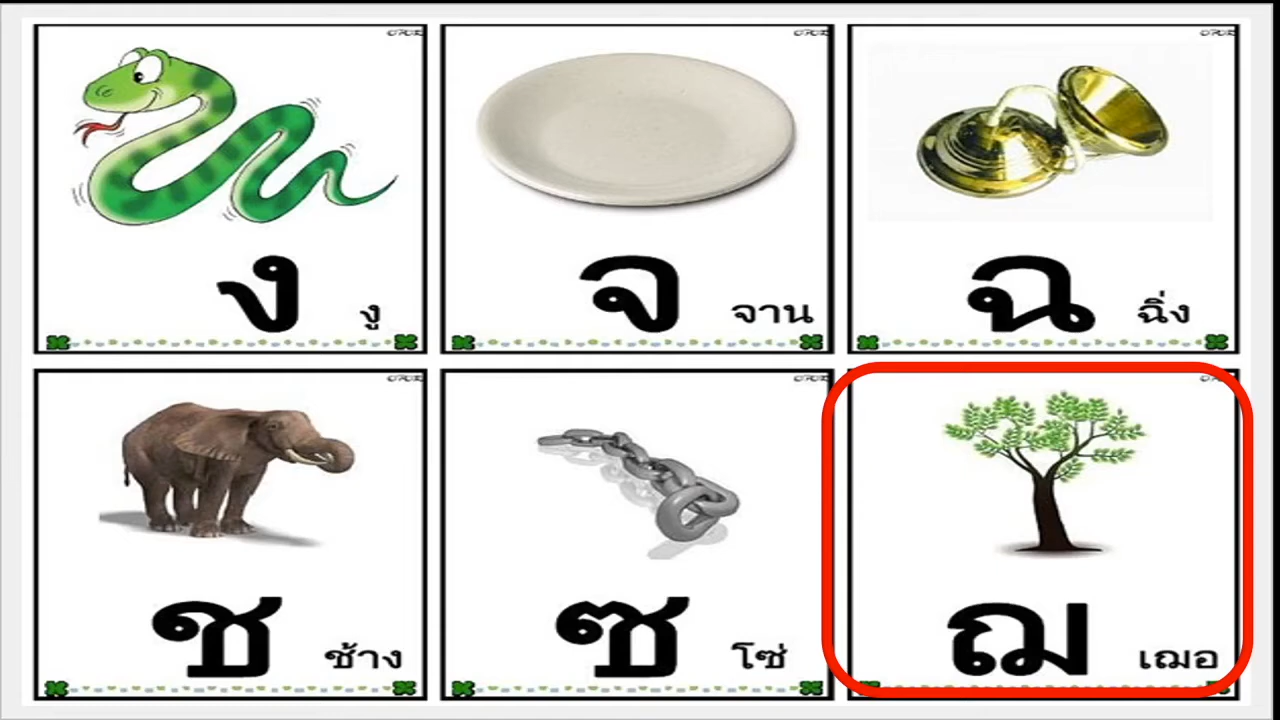 ง งู
จ จาน
ฉ ฉิ่ง
ช ช้าง
ซ โซ่
ฌ เฌอ